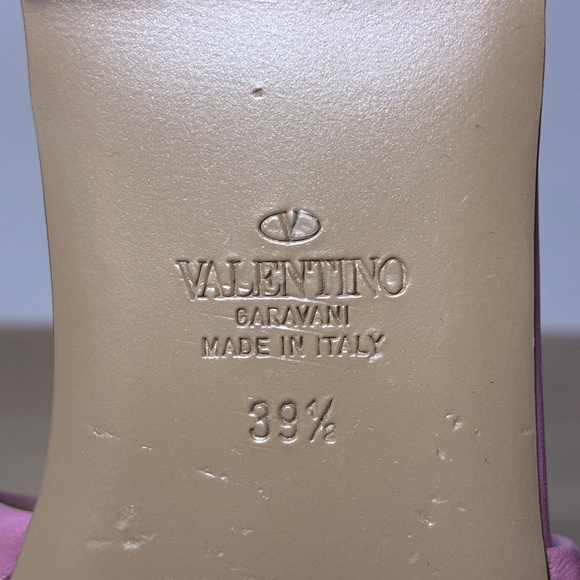 V
VALENTINO
GARAVANI
MADE IN ITALY
39½